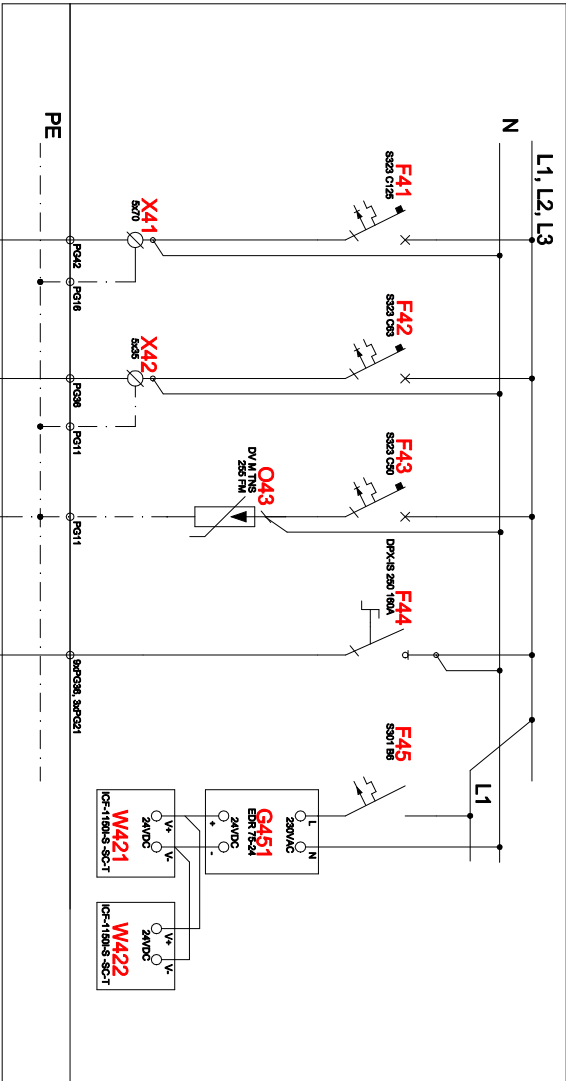 L1, L2, L3
N
PE
F41
S323 C125
X41
5x70
PG42
PG16
F42
S323 C63
X42
5x35
PG36
PG11
F43
S323 C50
O43
DV M TNS
255 FM
PG11
F44
DPX-IS 250 160A
9xPG36, 3xPG21
F45
S301 B6
L1
L N
230VAC
G451
EDR 75-24
24VDC
+ -
V+ V-
24VDC
W421
ICF-1150I-S -SC-T
V+ V-
24VDC
W422
ICF-1150I-S -SC-T